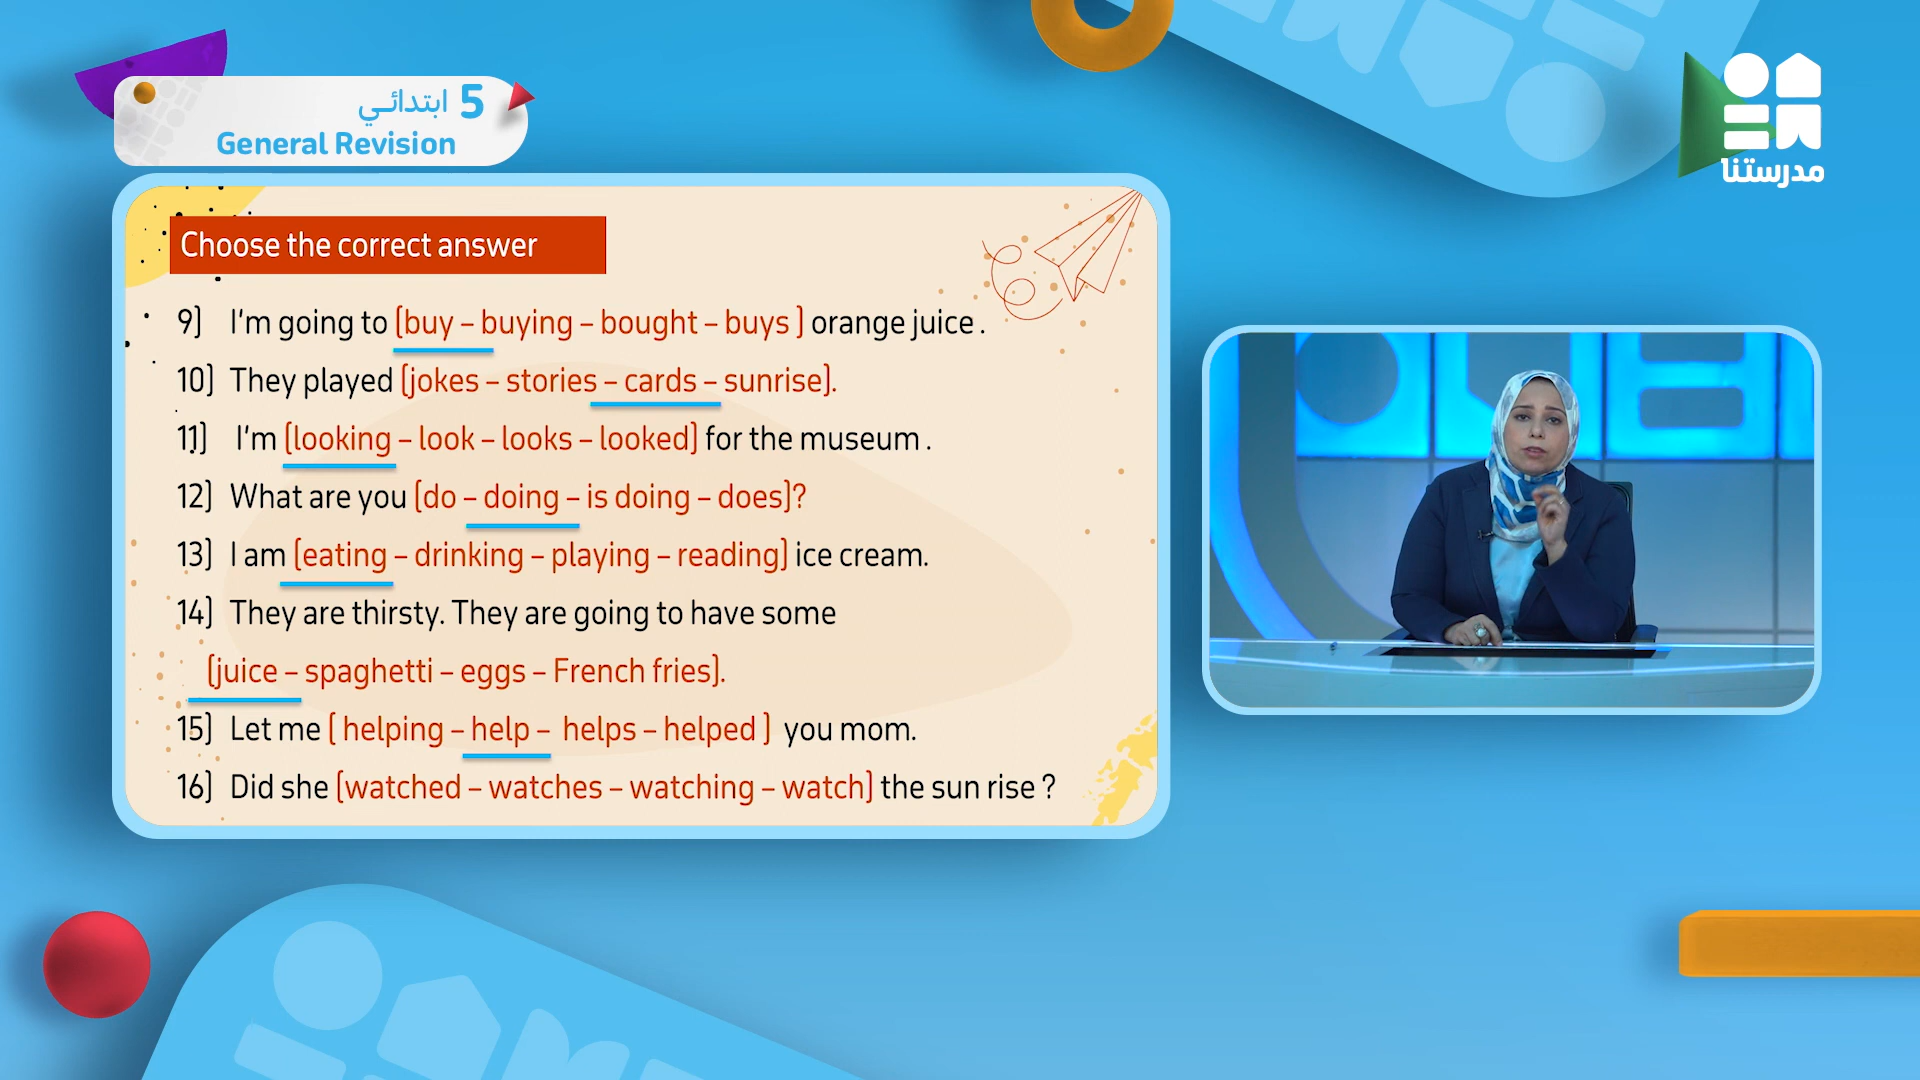 5 ابتدائي
General Revision
مدرستنا
Choose the correct answer
9) I'm going to (buy – buying – bought – buys ) orange juice .
10) They played (jokes – stories – cards – sunrise).
11) I'm (looking – look – looks – looked) for the museum .
12) What are you (do – doing – is doing – does)?
13) I am (eating – drinking – playing – reading) ice cream.
14) They are thirsty. They are going to have some
(juice – spaghetti – eggs – French fries).
15) Let me ( helping – help – helps – helped ) you mom.
16) Did she (watched – watches – watching – watch) the sun rise ?